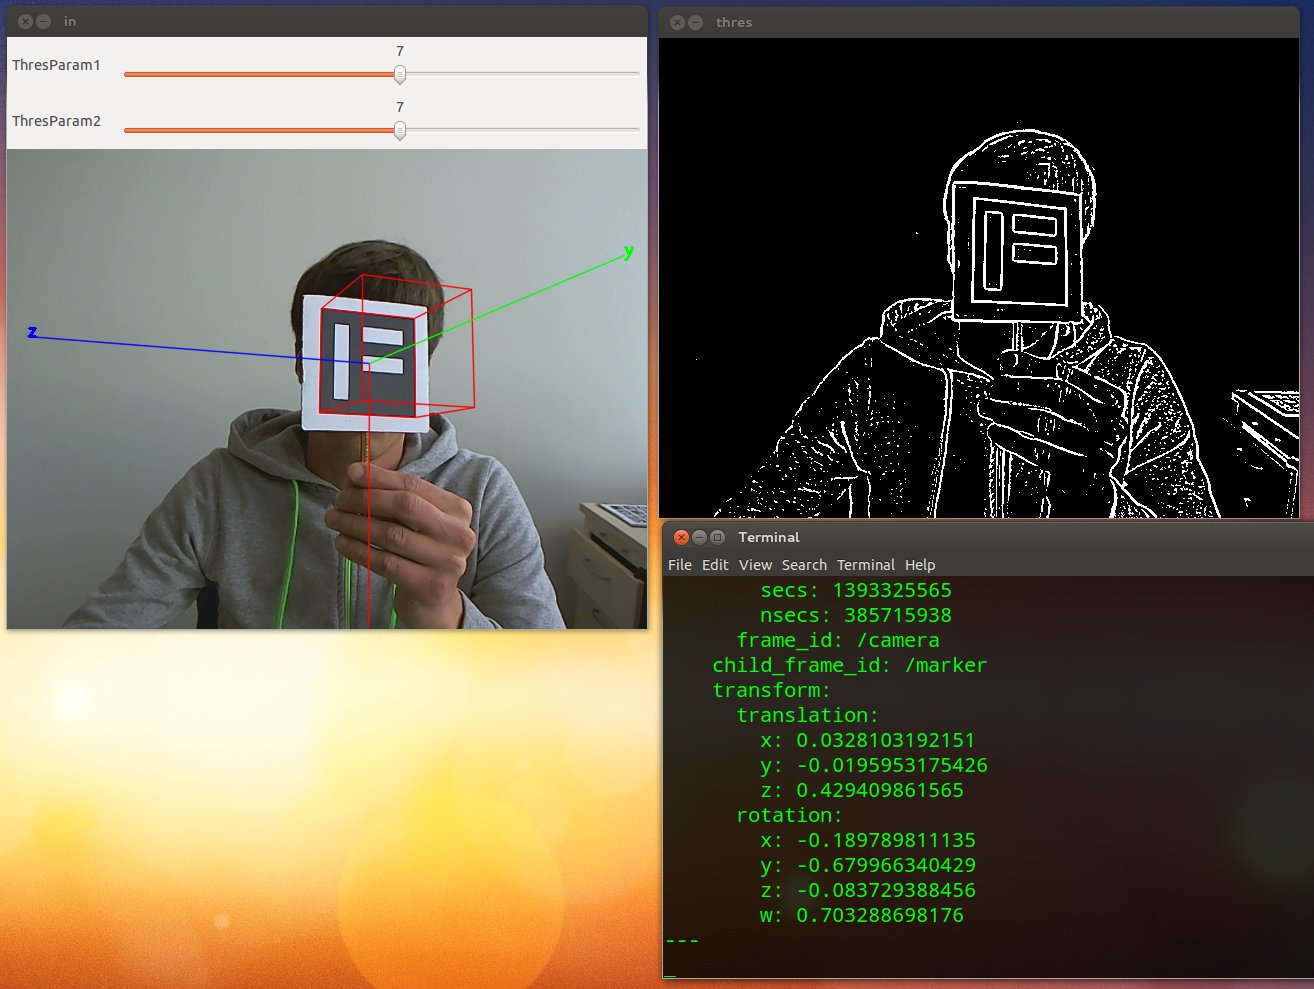 in
ThresParam1
7
ThresParam2
7
y
z
thres
Terminal
File Edit View Search Terminal Help
secs: 1393325565
nsecs: 385715938
frame_id: /camera
child_frame_id: /marker
transform:
translation:
x: 0.0328103192151
y: -0.0195953175426
z: 0.429409861565
rotation:
x: -0.189789811135
y: -0.679966340429
z: -0.083729388456
w: 0.703288698176
---